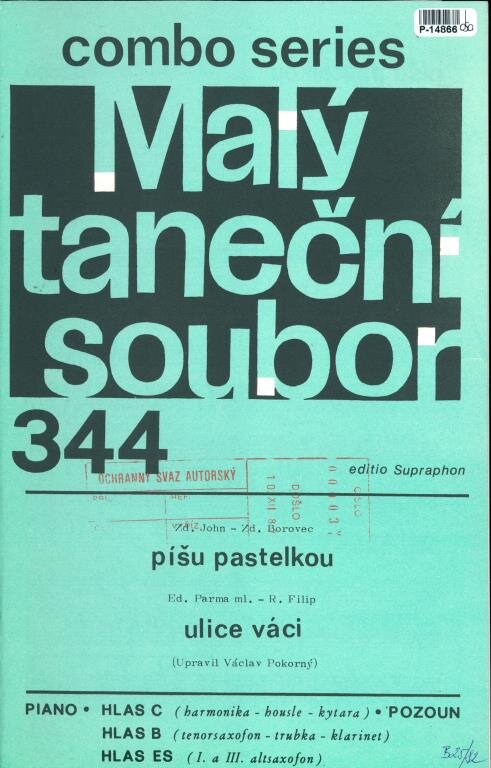 P-14866
combo series
Malý
taneční
soubor
344
editio Supraphon
OCHRANNÝ SVAZ AUTORSKÝ
DOŠLO
ČÍSLO
Zd. John - Zd. Borovec
píšu pastelkou
Ed. Parma ml. - R. Filip
ulice váci
(Upravil Václav Pokorný)
PIANO • HLAS C (harmonika - housle - kytara) • POZOUN
HLAS B (tenorsaxofon - trubka - klarinet)
HLAS ES (I. a III. altsaxofon)